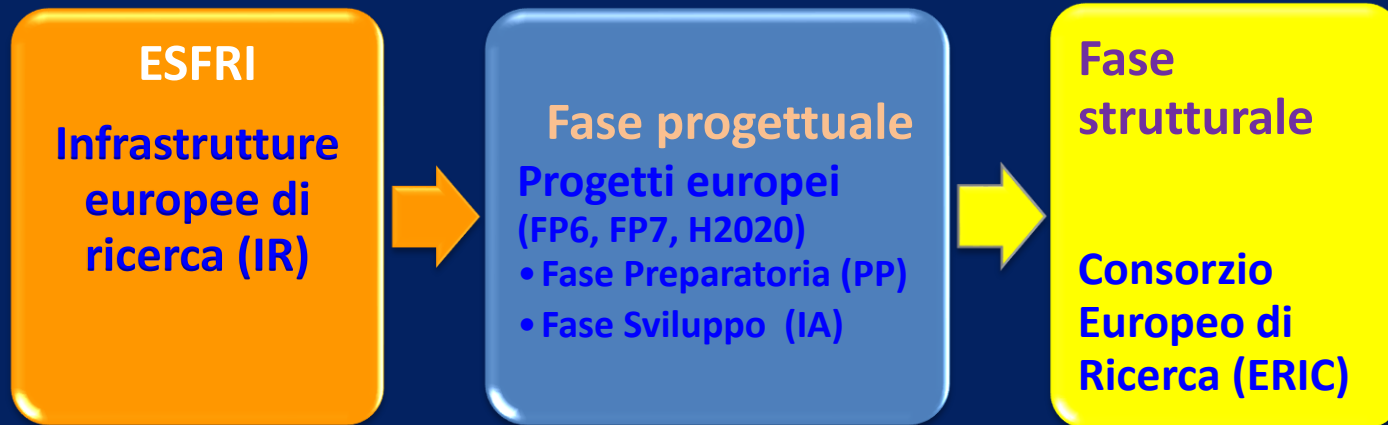 ESFRI
Infrastrutture
europee di
ricerca (IR)
Fase progettuale
Progetti europei
(FP6, FP7, H2020)
• Fase Preparatoria (PP)
• Fase Sviluppo (IA)
Fase
strutturale
Consorzio
Europeo di
Ricerca (ERIC)